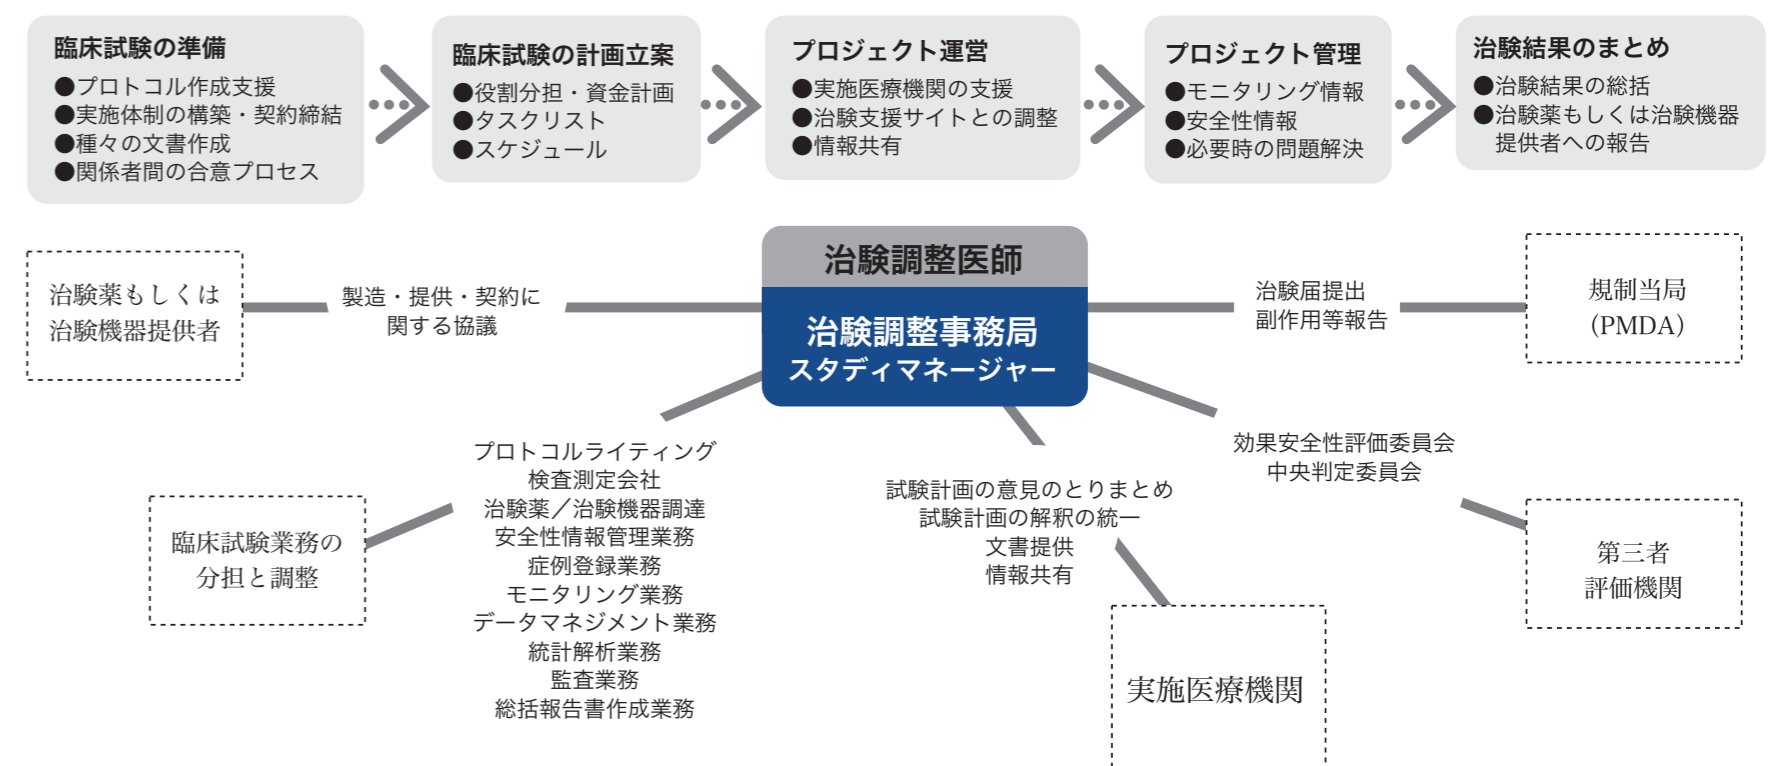 臨床試験の準備
●プロトコル作成支援
●実施体制の構築・契約締結
●種々の文書作成
●関係者間の合意プロセス
臨床試験の計画立案
●役割分担・資金計画
●タスクリスト
●スケジュール
プロジェクト運営
●実施医療機関の支援
●治験支援サイトとの調整
●情報共有
プロジェクト管理
●モニタリング情報
●安全性情報
●必要時の問題解決
治験結果のまとめ
●治験結果の総括
●治験薬もしくは治験機器
提供者への報告
治験調整医師
治験調整事務局
スタディマネージャー
治験薬もしくは
治験機器提供者
製造・提供・契約に
関する協議
治験届提出
副作用等報告
規制当局
（PMDA）
臨床試験業務の
分担と調整
プロトコルライティング
検査測定会社
治験薬／治験機器調達
安全性情報管理業務
症例登録業務
モニタリング業務
データマネジメント業務
統計解析業務
監査業務
総括報告書作成業務
試験計画の意見のとりまとめ
試験計画の解釈の統一
文書提供
情報共有
実施医療機関
効果安全性評価委員会
中央判定委員会
第三者
評価機関